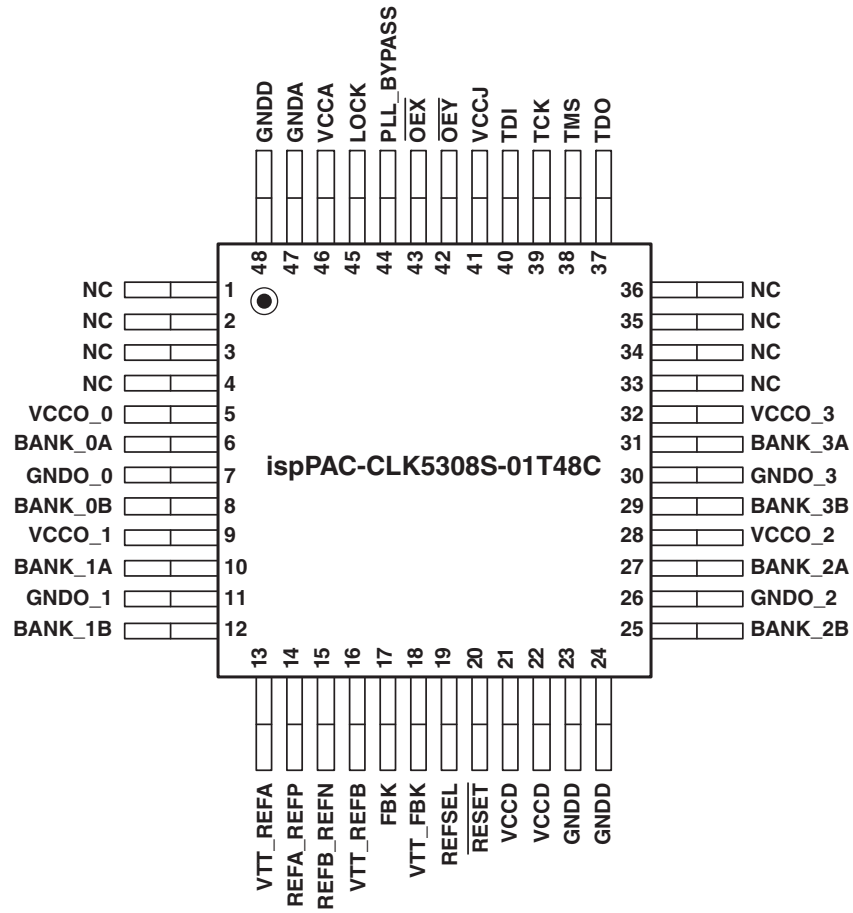 GNDD
GNDA
VCCA
LOCK
PLL_BYPASS
OEX
OEY
VCCJ
TDI
TCK
TMS
TDO
48
47
46
45
44
43
42
41
40
39
38
37
NC 1
NC 2
NC 3
NC 4
VCCO_0 5
BANK_0A 6
GNDO_0 7
BANK_0B 8
VCCO_1 9
BANK_1A 10
GNDO_1 11
BANK_1B 12
ispPAC-CLK5308S-01T48C
36 NC
35 NC
34 NC
33 NC
32 VCCO_3
31 BANK_3A
30 GNDO_3
29 BANK_3B
28 VCCO_2
27 BANK_2A
26 GNDO_2
25 BANK_2B
13
14
15
16
17
18
19
20
21
22
23
24
VTT_REFA
REFA_REFP
REFB_REFN
VTT_REFB
FBK
VTT_FBK
REFSEL
RESET
VCCD
VCCD
GNDD
GNDD